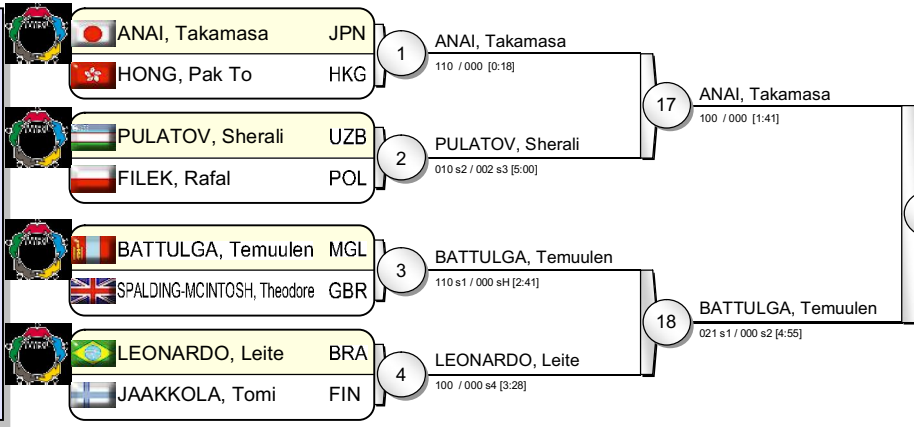 ANAI, Takamasa JPN
HONG, Pak To HKG
1
ANAI, Takamasa
110 / 000 [0:18]
PULATOV, Sherali UZB
FILEK, Rafal POL
2
PULATOV, Sherali
010 s2 / 002 s3 [5:00]
17
ANAI, Takamasa
100 / 000 [1:41]
BATTULGA, Temuulen MGL
SPALDING-MCINTOSH, Theodore GBR
3
BATTULGA, Temuulen
110 s1 / 000 sH [2:41]
LEONARDO, Leite BRA
JAAKKOLA, Tomi FIN
4
LEONARDO, Leite
100 / 000 s4 [3:28]
18
BATTULGA, Temuulen
021 s1 / 000 s2 [4:55]